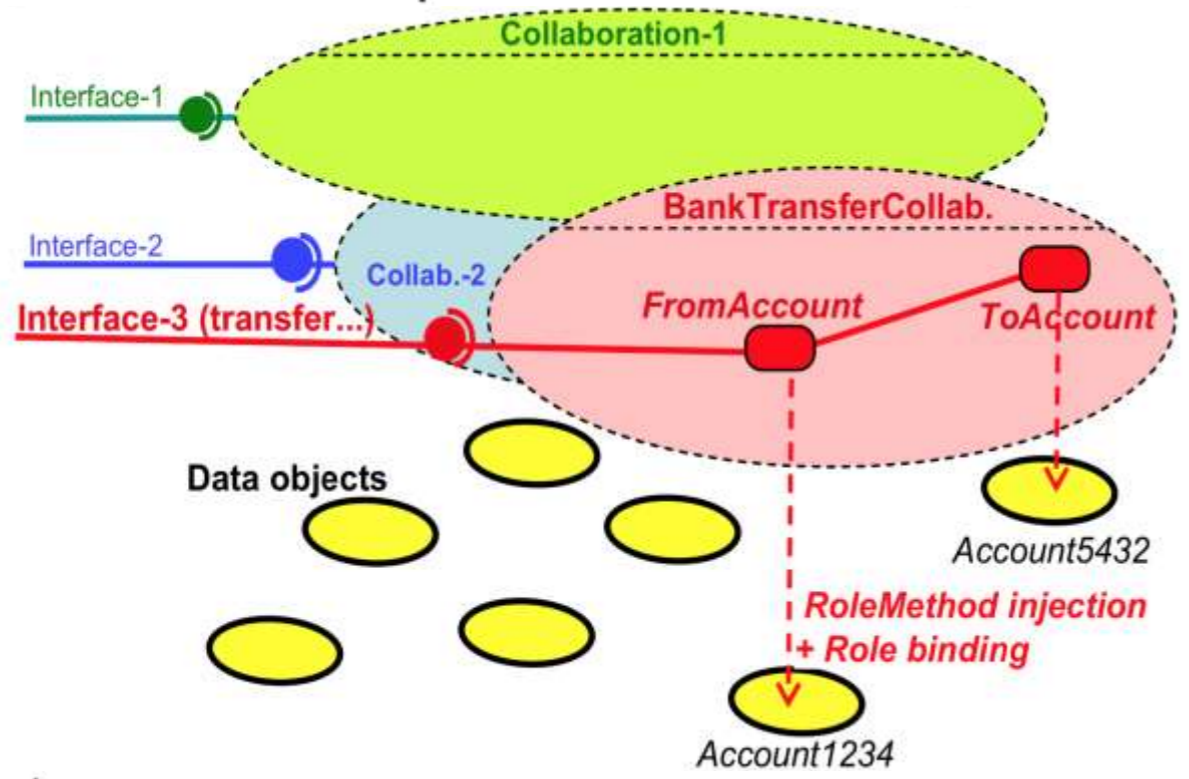 Collaboration-1
Interface-1
BankTransferCollab.
Interface-2
Collab.-2
Interface-3 (transfer...)
FromAccount
ToAccount
Data objects
Account5432
RoleMethod injection
+ Role binding
Account1234